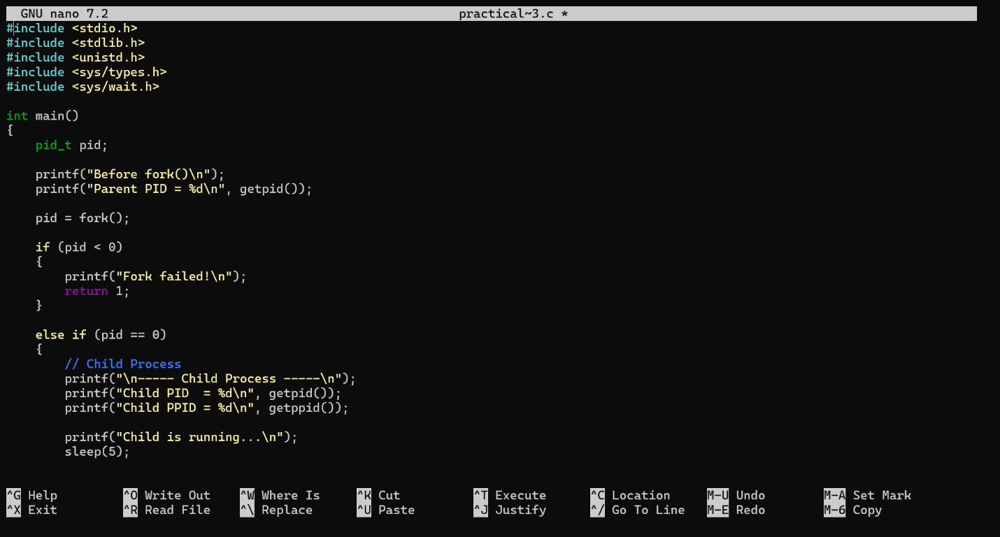 GNU nano 7.2 practical~3.c *
#include <stdio.h>
#include <stdlib.h>
#include <unistd.h>
#include <sys/types.h>
#include <sys/wait.h>

int main()
{
    pid_t pid;

    printf("Before fork()\n");
    printf("Parent PID = %d\n", getpid());

    pid = fork();

    if (pid < 0)
    {
        printf("Fork failed!\n");
        return 1;
    }

    else if (pid == 0)
    {
        // Child Process
        printf("\n----- Child Process -----\n");
        printf("Child PID  = %d\n", getpid());
        printf("Child PPID = %d\n", getppid());

        printf("Child is running...\n");
        sleep(5);

^G Help ^O Write Out ^W Where Is ^K Cut ^T Execute ^C Location M-U Undo M-A Set Mark
^X Exit ^R Read File ^\ Replace ^U Paste ^J Justify ^/ Go To Line M-E Redo M-6 Copy